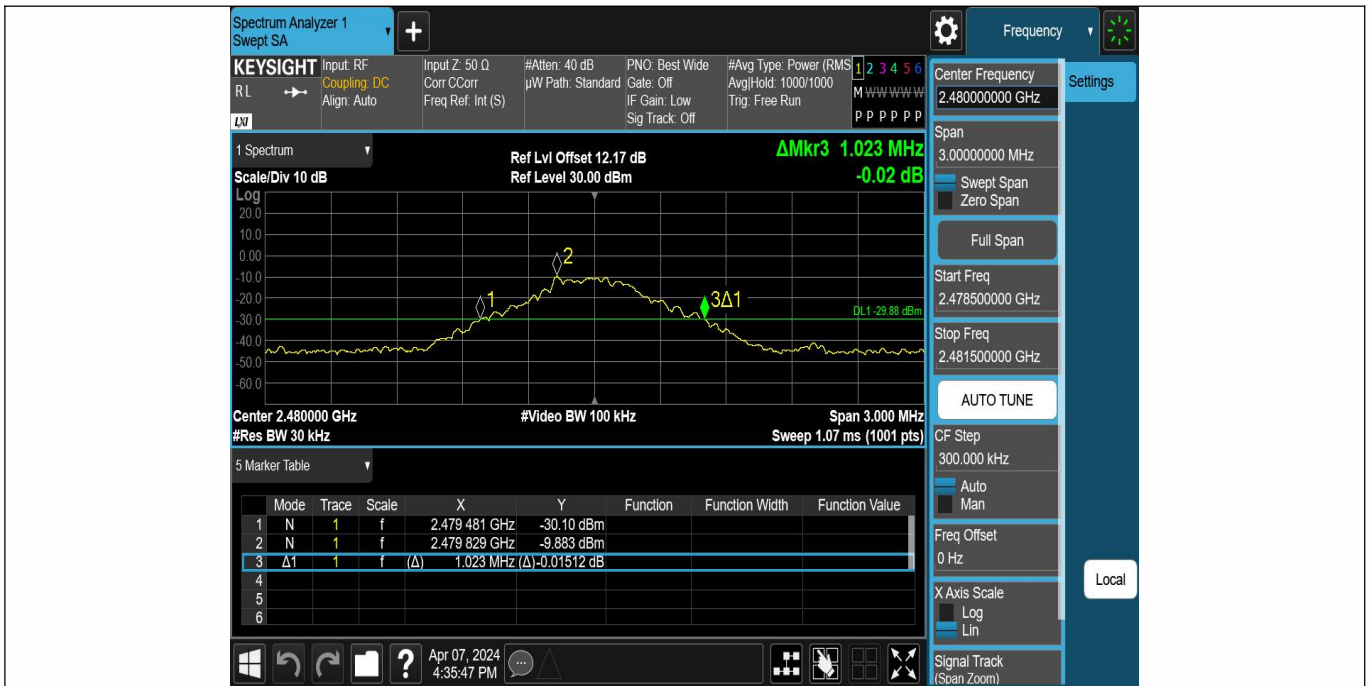 Spectrum Analyzer 1
Swept SA
+
Frequency
KEYSIGHT
R L
LXI
Input: RF
Coupling: DC
Align: Auto
Input Z: 50 Ω
Corr CCorr
Freq Ref: Int (S)
#Atten: 40 dB
µW Path: Standard
PNO: Best Wide
Gate: Off
IF Gain: Low
Sig Track: Off
#Avg Type: Power (RMS
Avg|Hold: 1000/1000
Trig: Free Run
1 2 3 4 5 6
M W W W W W
P P P P P P
1 Spectrum
Scale/Div 10 dB
Ref Lvl Offset 12.17 dB
Ref Level 30.00 dBm
ΔMkr3 1.023 MHz
-0.02 dB
Log
20.0
10.0
0.00
-10.0
-20.0
-30.0
-40.0
-50.0
-60.0
1
2
3Δ1
DL1 -29.88 dBm
Center 2.480000 GHz
#Video BW 100 kHz
Span 3.000 MHz
#Res BW 30 kHz
Sweep 1.07 ms (1001 pts)
5 Marker Table
Mode Trace Scale X Y Function Function Width Function Value
1 N 1 f 2.479 481 GHz -30.10 dBm
2 N 1 f 2.479 829 GHz -9.883 dBm
3 Δ1 1 f (Δ) 1.023 MHz (Δ) -0.01512 dB
4
5
6
?
Apr 07, 2024
4:35:47 PM
Center Frequency
2.480000000 GHz
Span
3.00000000 MHz
Swept Span
Zero Span
Full Span
Start Freq
2.478500000 GHz
Stop Freq
2.481500000 GHz
AUTO TUNE
CF Step
300.000 kHz
Auto
Man
Freq Offset
0 Hz
X Axis Scale
Log
Lin
Signal Track
(Span Zoom)
Settings
Local